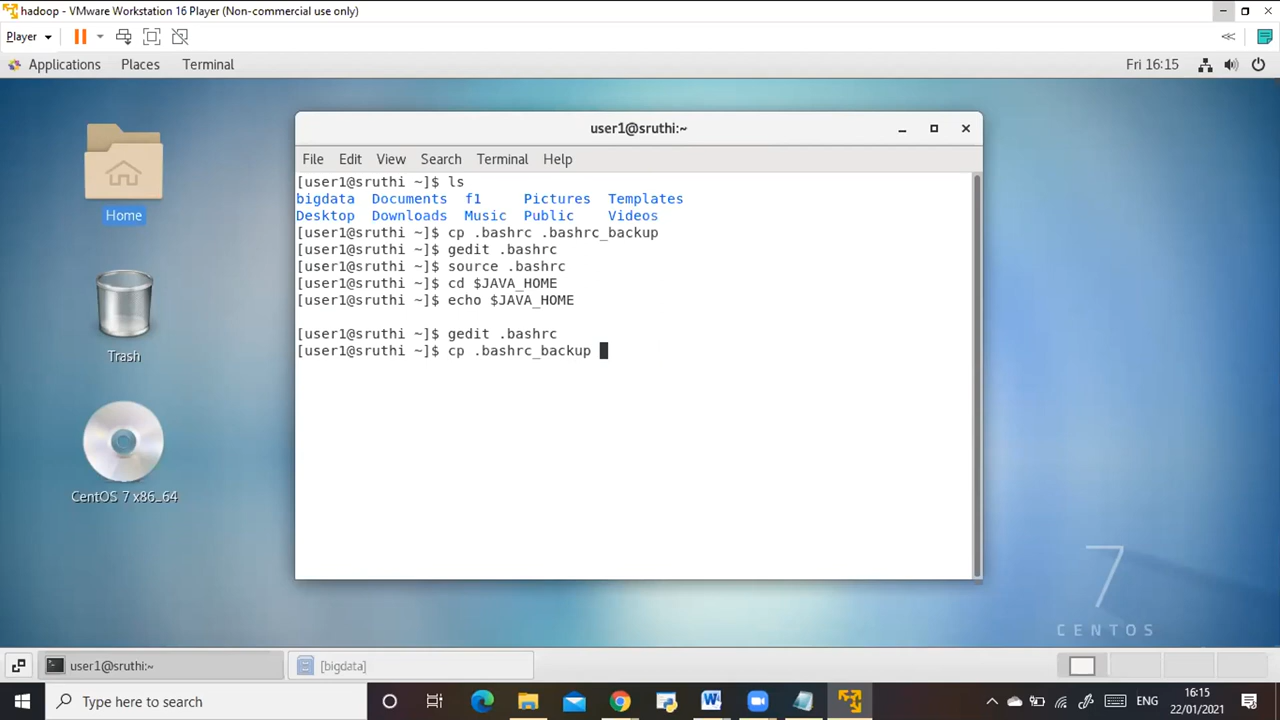 hadoop - VMware Workstation 16 Player (Non-commercial use only)
Player
Applications Places Terminal Fri 16:15
user1@sruthi:~
File Edit View Search Terminal Help
[user1@sruthi ~]$ ls
bigdata Documents f1 Pictures Templates
Desktop Downloads Music Public Videos
[user1@sruthi ~]$ cp .bashrc .bashrc_backup
[user1@sruthi ~]$ gedit .bashrc
[user1@sruthi ~]$ source .bashrc
[user1@sruthi ~]$ cd $JAVA_HOME
[user1@sruthi ~]$ echo $JAVA_HOME
[user1@sruthi ~]$ gedit .bashrc
[user1@sruthi ~]$ cp .bashrc_backup
Home
Trash
CentOS 7 x86_64
7
CENTOS
user1@sruthi:~ [bigdata]
Type here to search
ENG
16:15
22/01/2021